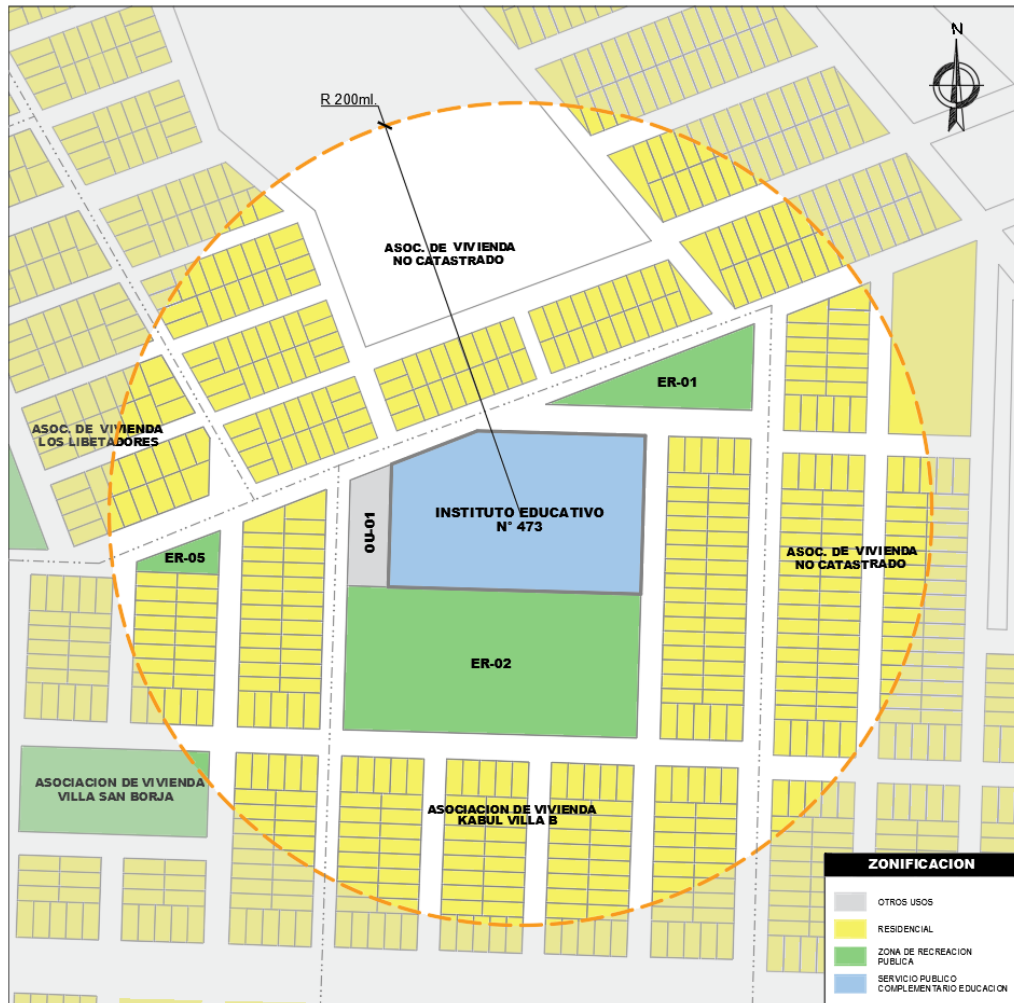 N
R 200ml.
ASOC. DE VIVIENDA
NO CATASTRADO
ER-01
ASOC. DE VIVIENDA
LOS LIBETADORES
INSTITUTO EDUCATIVO
N° 473
OU-01
ER-05
ASOC. DE VIVIENDA
NO CATASTRADO
ER-02
ASOCIACION DE VIVIENDA
VILLA SAN BORJA
ASOCIACION DE VIVIENDA
KABUL VILLA B
ZONIFICACION
OTROS USOS
RESIDENCIAL
ZONA DE RECREACION
PUBLICA
SERVICIO PUBLICO
COMPLEMENTARIO EDUCACION